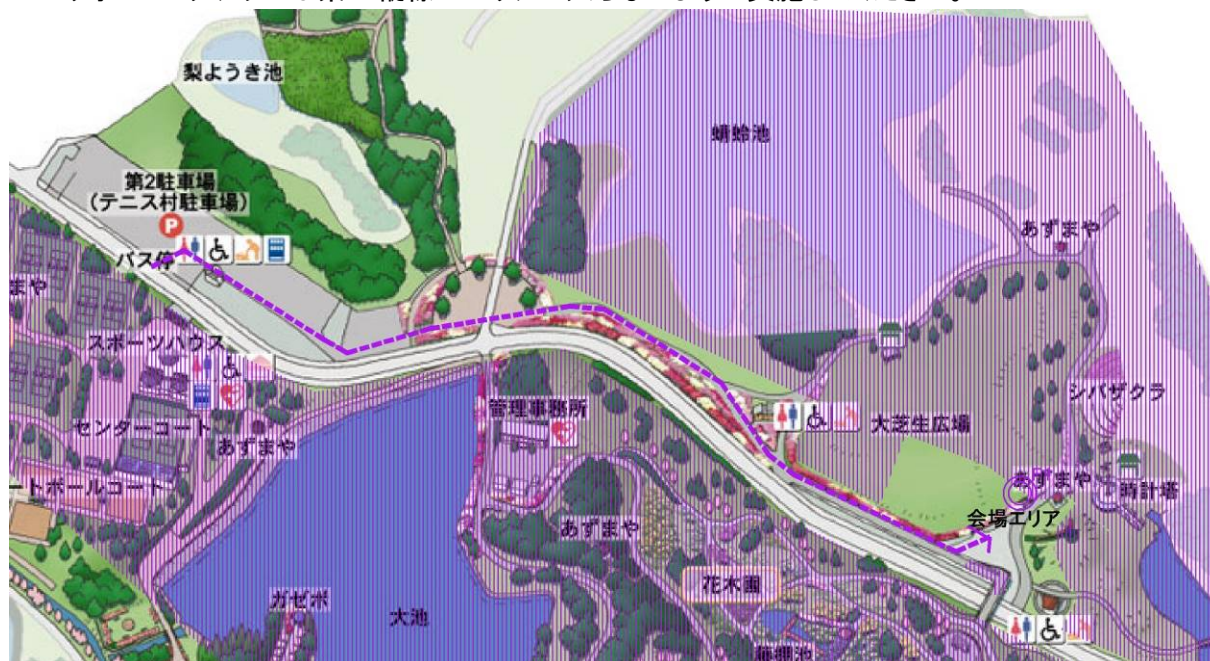 梨ようき池
蜻蛉池
第2駐車場
（テニス村駐車場）
P
あずまや
バス停
まや
スポーツハウス
シバザクラ
管理事務所
大芝生広場
センターコート
あずまや
ートボールコート
あずまや
時計塔
会場エリア
あずまや
花木園
ガゼボ
大池